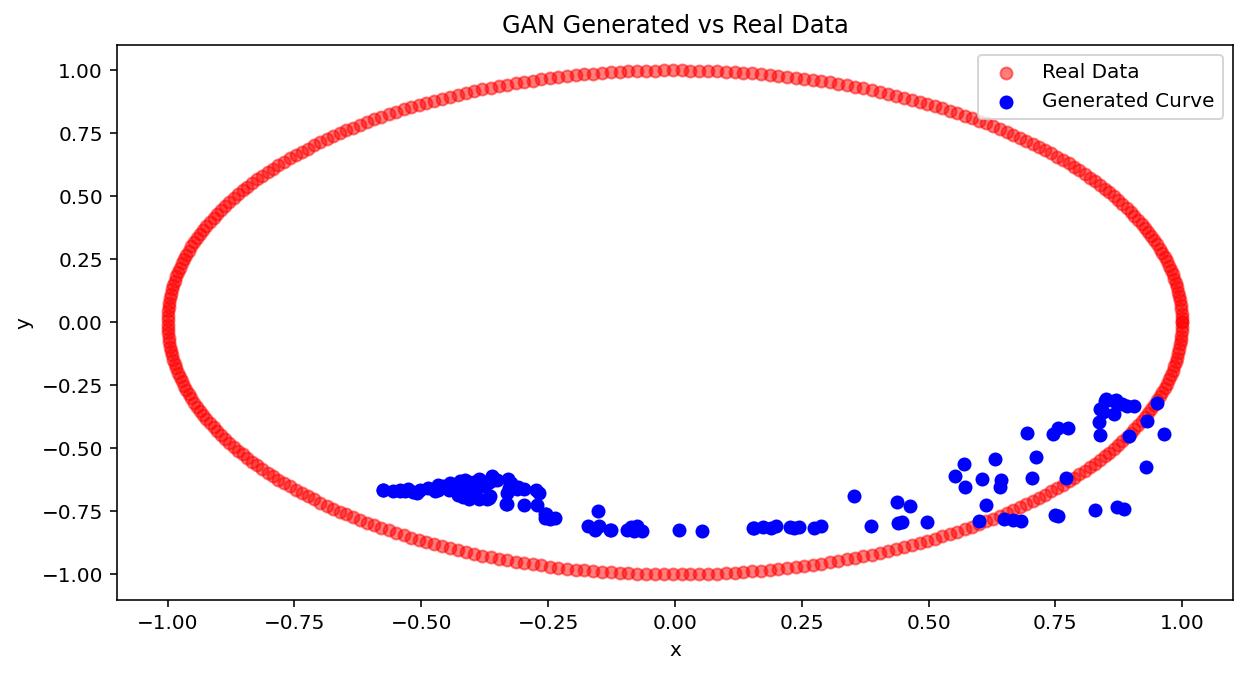 GAN Generated vs Real Data
Real Data
Generated Curve
1.00
0.75
0.50
0.25
0.00
−0.25
−0.50
−0.75
−1.00
y
−1.00 −0.75 −0.50 −0.25 0.00 0.25 0.50 0.75 1.00
x